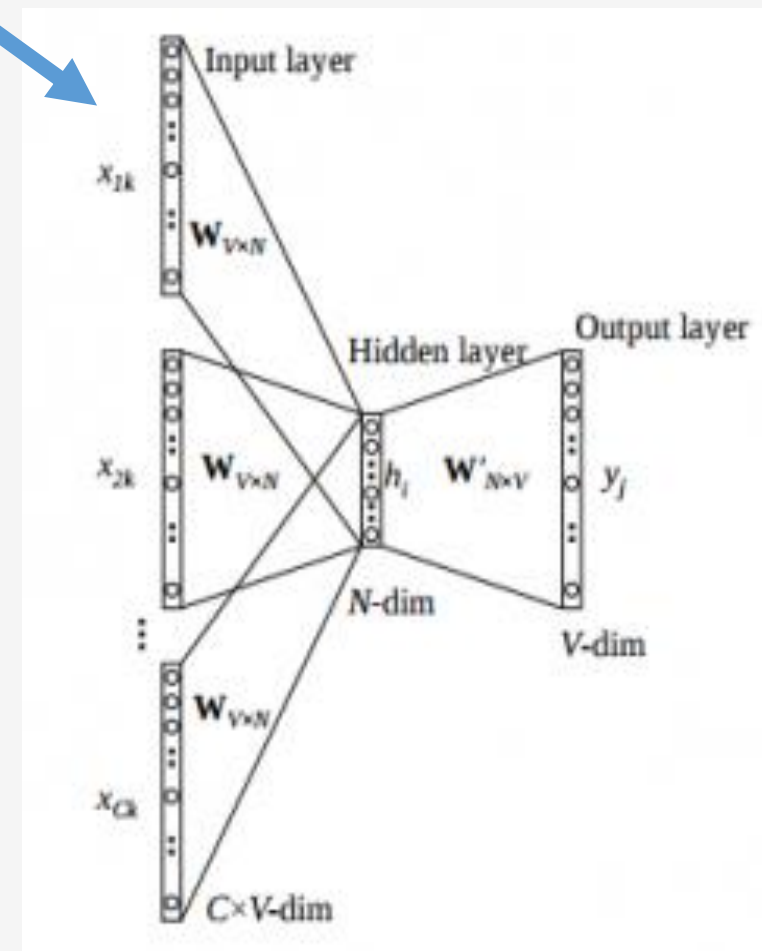 Input layer
x1k
WV×N
Hidden layer
Output layer
x2k
WV×N
hi
W'N×V
yj
N-dim
V-dim
WV×N
xCk
C×V-dim